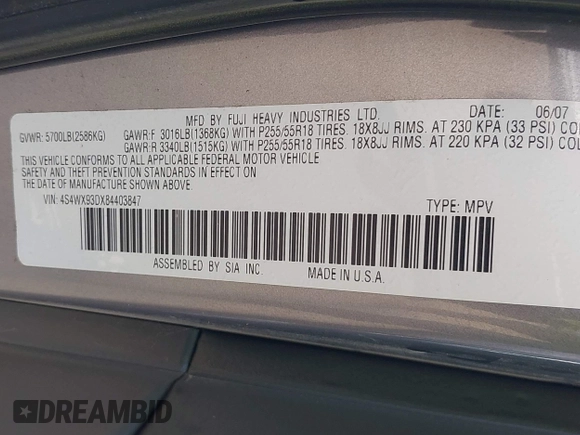 MFD BY FUJI HEAVY INDUSTRIES LTD. DATE: 06/07
GVWR: 5700LB(2586KG) GAWR:F 3016LB(1368KG) WITH P255/55R18 TIRES. 18X8JJ RIMS. AT 230 KPA (33 PSI) COL
GAWR:R 3340LB(1515KG) WITH P255/55R18 TIRES. 18X8JJ RIMS. AT 220 KPA (32 PSI) COL
THIS VEHICLE CONFORMS TO ALL APPLICABLE FEDERAL MOTOR VEHICLE
SAFETY AND THEFT PREVENTION STANDARDS IN EFFECT ON
THE DATE OF MANUFACTURE SHOWN ABOVE.
VIN: 4S4WX93DX84403847 TYPE: MPV
ASSEMBLED BY SIA INC. MADE IN U.S.A.
DREAMBID